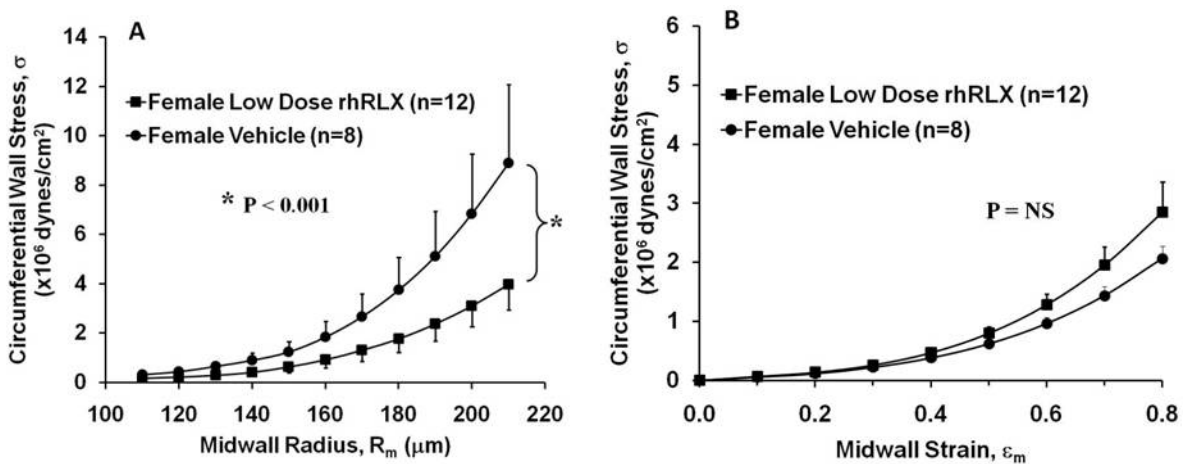 A
Circumferential Wall Stress, σ
(x10⁶ dynes/cm²)
14
12
10
8
6
4
2
0
Female Low Dose rhRLX (n=12)
Female Vehicle (n=8)
* P < 0.001
*
100 120 140 160 180 200 220
Midwall Radius, Rₘ (μm)
B
Circumferential Wall Stress, σ
(x10⁶ dynes/cm²)
6
5
4
3
2
1
0
Female Low Dose rhRLX (n=12)
Female Vehicle (n=8)
P = NS
0.0 0.2 0.4 0.6 0.8
Midwall Strain, εₘ